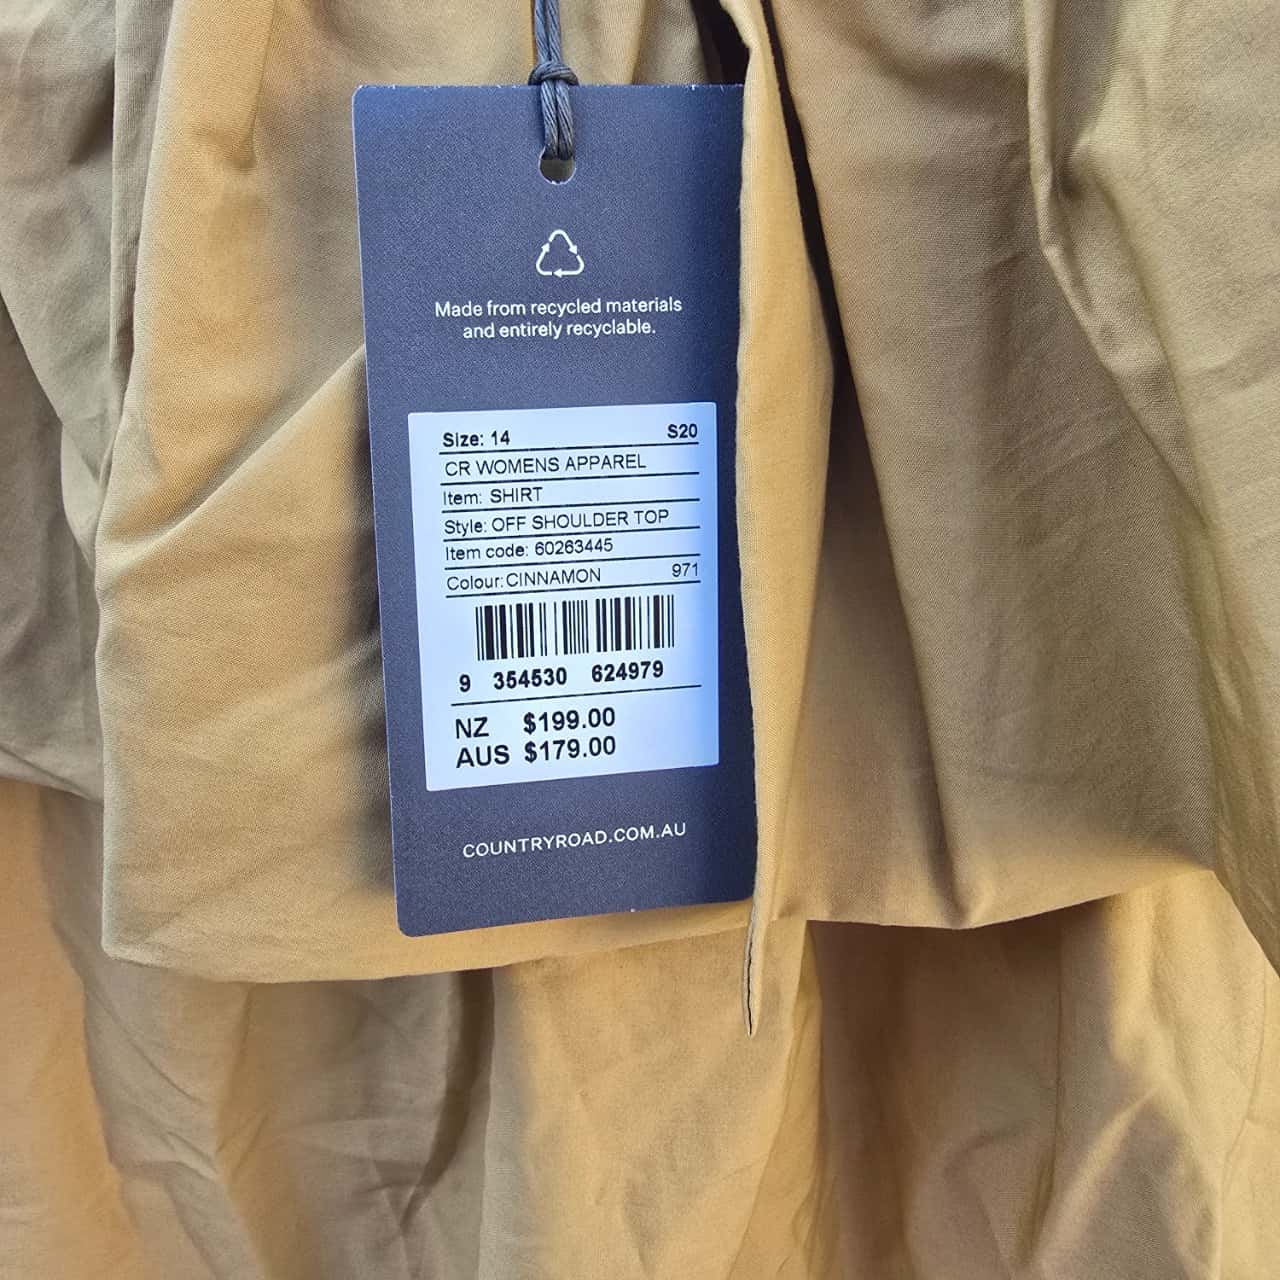 Made from recycled materials
and entirely recyclable.
Size: 14 S20
CR WOMENS APPAREL
Item: SHIRT
Style: OFF SHOULDER TOP
Item code: 60263445
Colour: CINNAMON 971
9 354530 624979
NZ $199.00
AUS $179.00
COUNTRYROAD.COM.AU